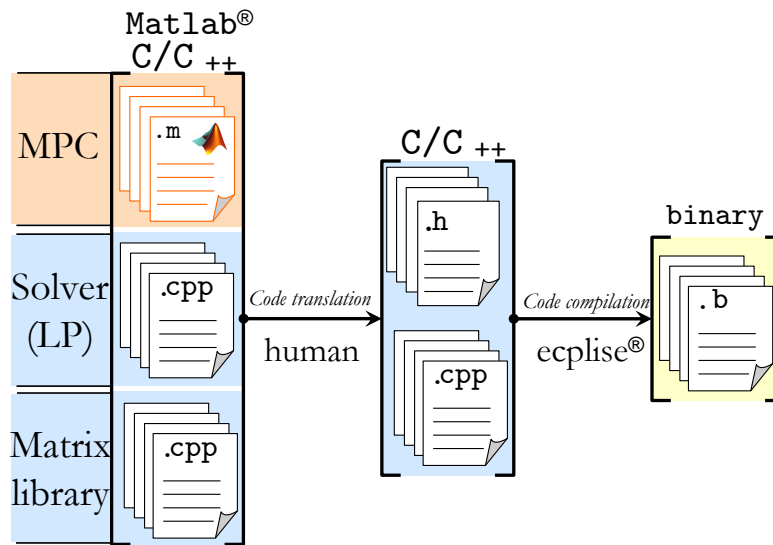 Matlab®
C/C ++
MPC
.m
Solver
(LP)
.cpp
Matrix
library
.cpp
Code translation
human
C/C ++
.h
.cpp
Code compilation
ecplise®
binary
.b